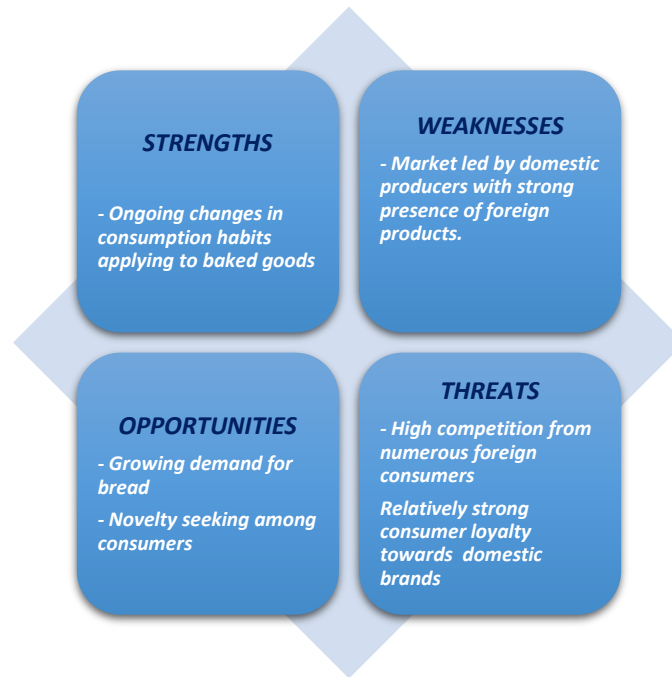 STRENGTHS
- Ongoing changes in
consumption habits
applying to baked goods
WEAKNESSES
- Market led by domestic
producers with strong
presence of foreign
products.
OPPORTUNITIES
- Growing demand for
bread
- Novelty seeking among
consumers
THREATS
- High competition from
numerous foreign
consumers
Relatively strong
consumer loyalty
towards domestic
brands